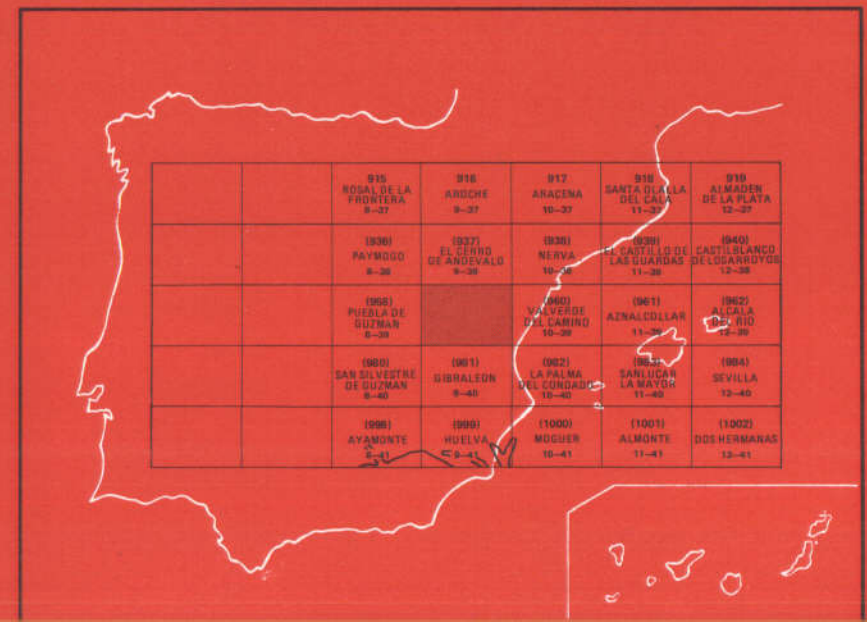 915
ROSAL DE LA
FRONTERA
8-37
916
AROCHE
9-37
917
ARACENA
10-37
918
SANTA OLALLA
DEL CALA
11-37
919
ALMADEN
DE LA PLATA
12-37
(936)
PAYMOGO
8-38
(937)
EL CERRO
DE ANDEVALO
9-38
(938)
NERVA
10-38
(939)
EL CASTILLO DE
LAS GUARDAS
11-38
(940)
CASTILBLANCO
DE LOS ARROYOS
12-38
(958)
PUEBLA DE
GUZMAN
8-39
(960)
VALVERDE
DEL CAMINO
10-39
(961)
AZNALCOLLAR
11-39
(962)
ALCALA
DEL RIO
12-39
(980)
SAN SILVESTRE
DE GUZMAN
8-40
(981)
GIBRALEON
9-40
(982)
LA PALMA
DEL CONDADO
10-40
(983)
SANLUCAR
LA MAYOR
11-40
(984)
SEVILLA
12-40
(998)
AYAMONTE
8-41
(999)
HUELVA
9-41
(1000)
MOGUER
10-41
(1001)
ALMONTE
11-41
(1002)
DOS HERMANAS
12-41